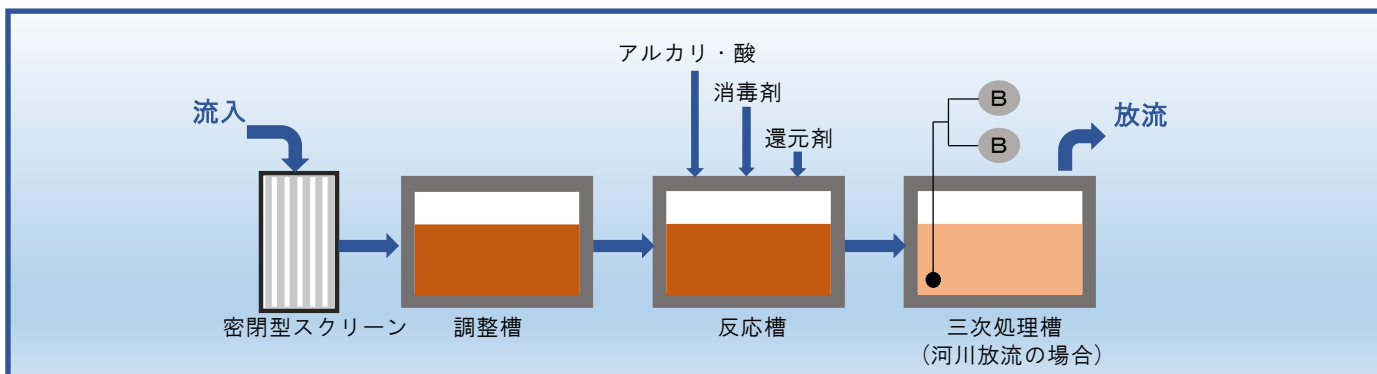 アルカリ・酸
消毒剤
還元剤
流入
B
B
放流
密閉型スクリーン
調整槽
反応槽
三次処理槽
（河川放流の場合）